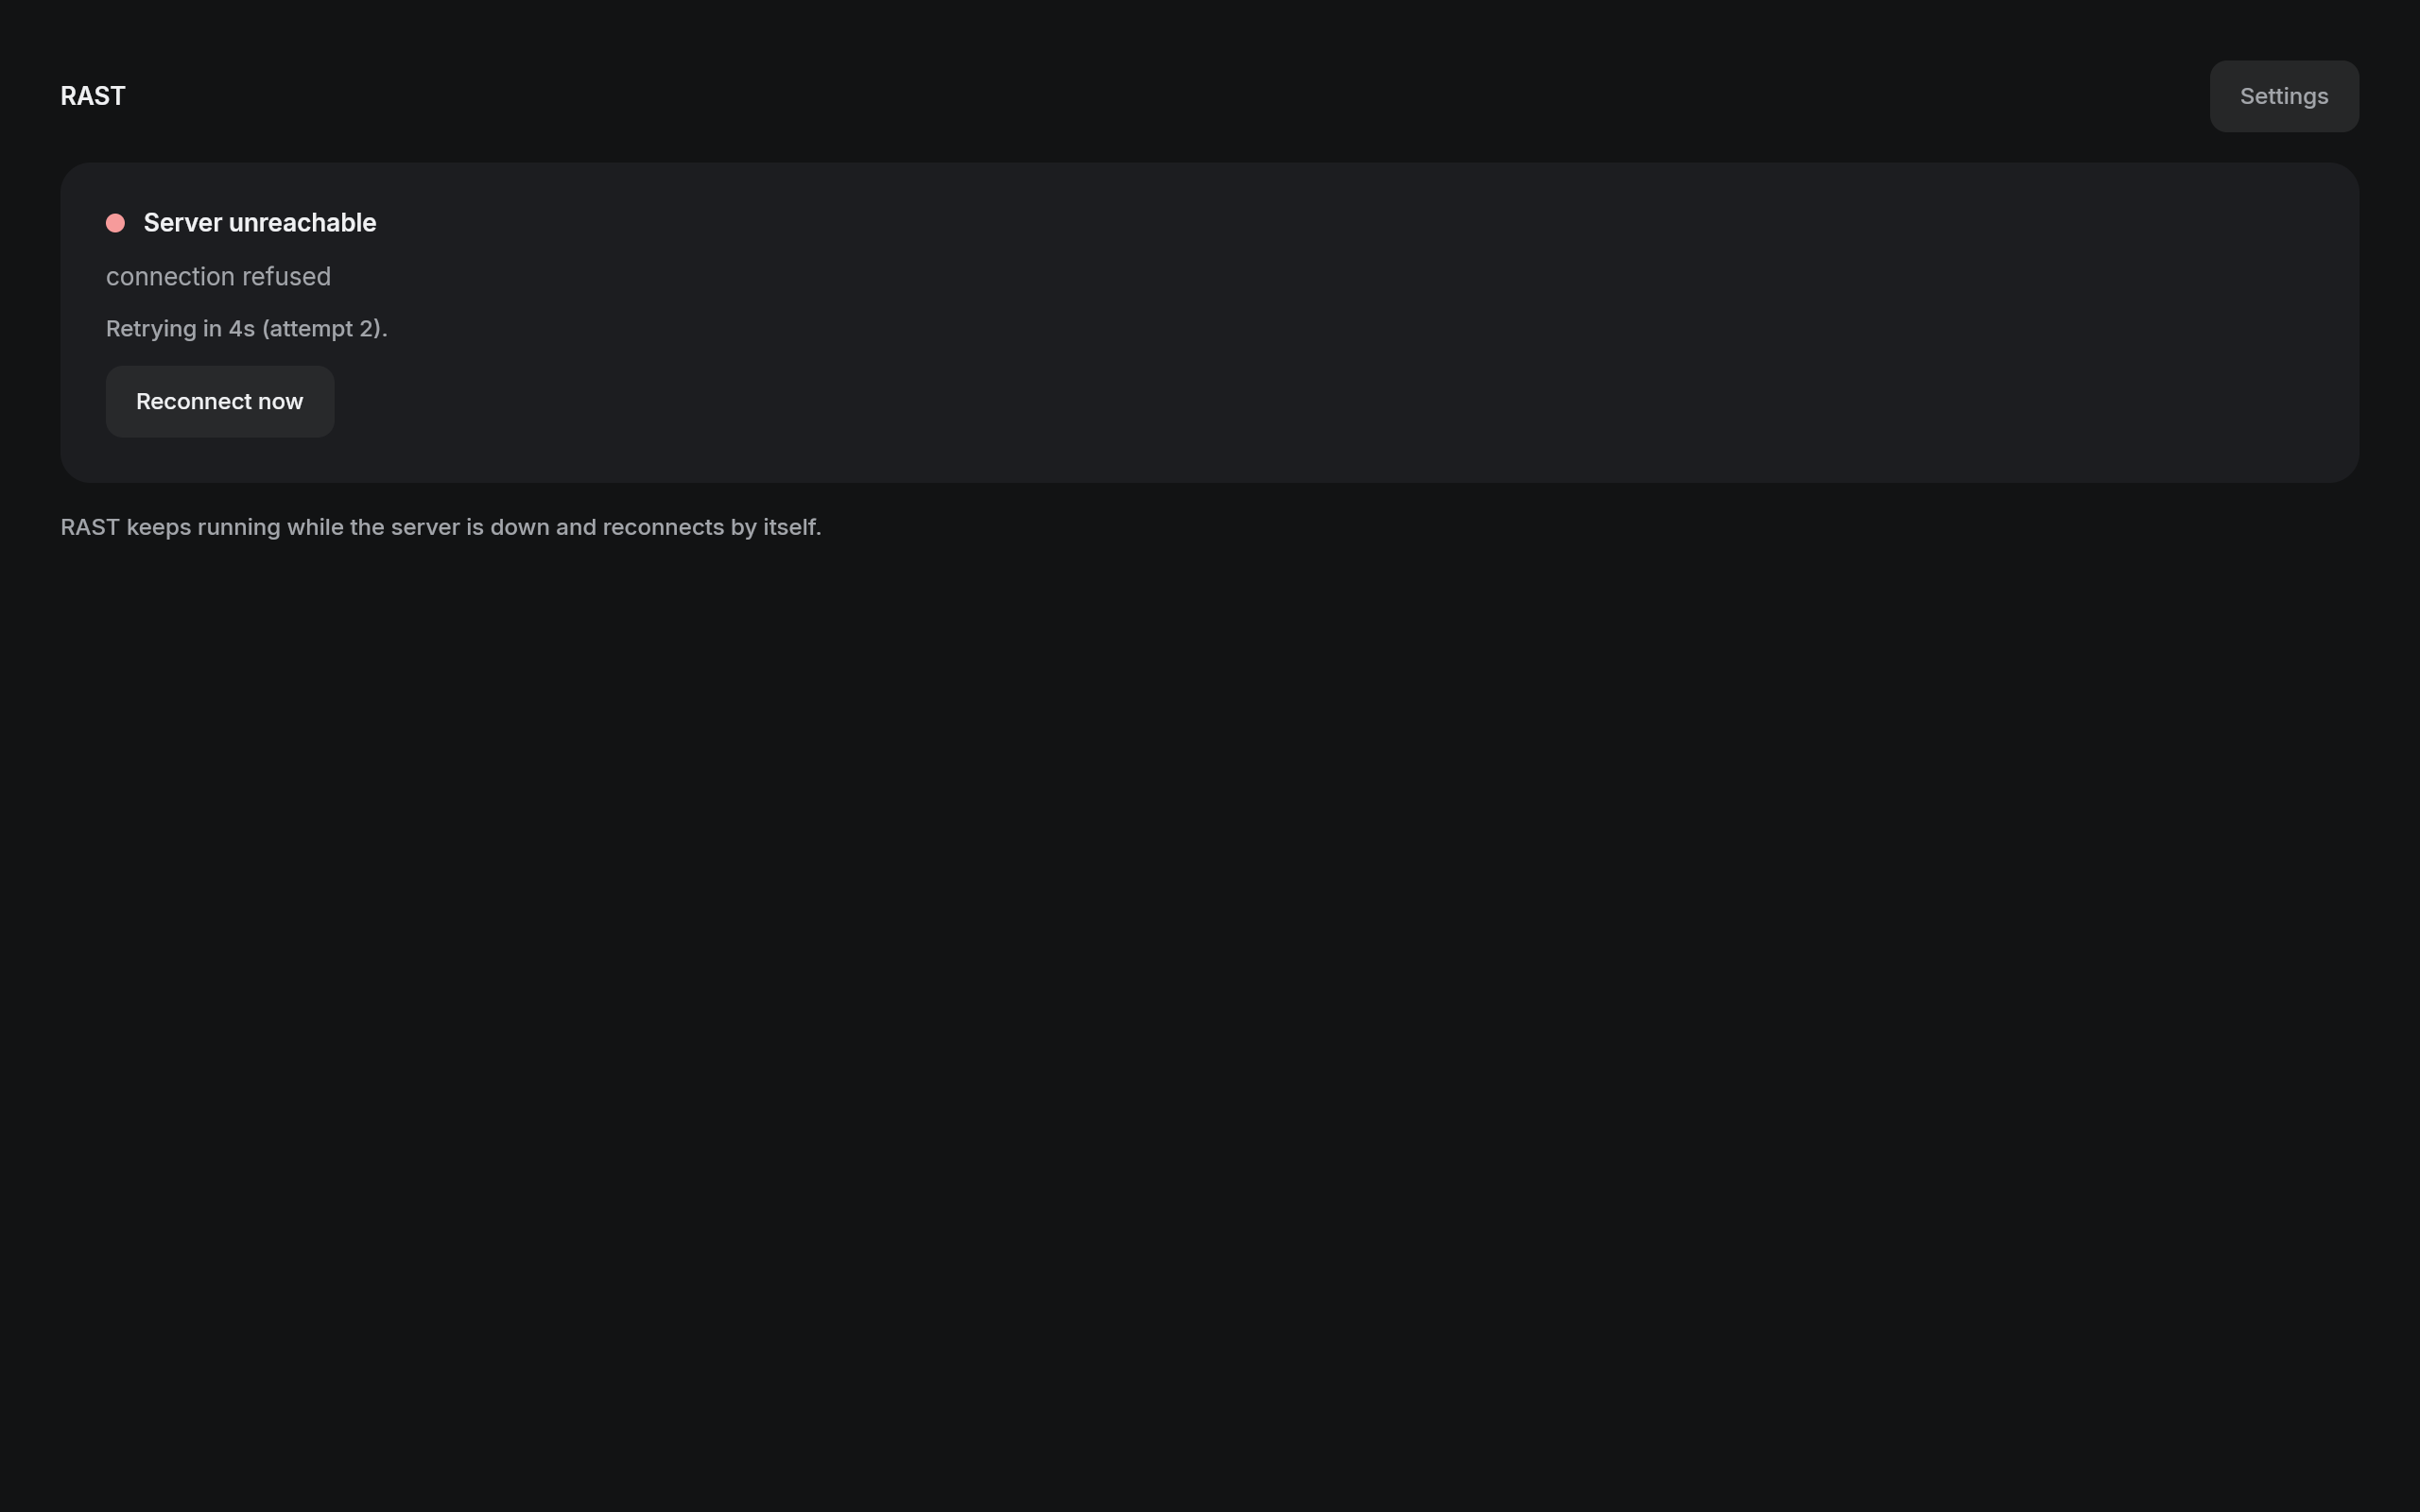 RAST
Settings
Server unreachable
connection refused
Retrying in 4s (attempt 2).
Reconnect now
RAST keeps running while the server is down and reconnects by itself.